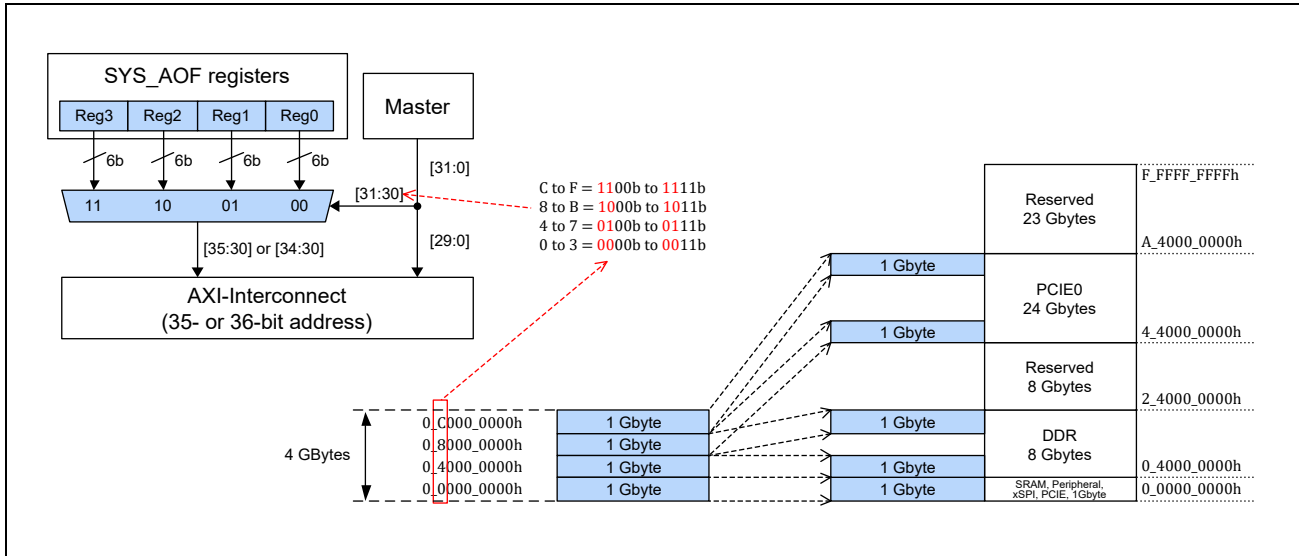 SYS_AOF registers
Reg3 Reg2 Reg1 Reg0
6b 6b 6b 6b
Master
[31:0]
[31:30]
11 10 01 00
[35:30] or [34:30]
[29:0]
AXI-Interconnect
(35- or 36-bit address)
C to F = 1100b to 1111b
8 to B = 1000b to 1011b
4 to 7 = 0100b to 0111b
0 to 3 = 0000b to 0011b
4 GBytes
0_C000_0000h
0_8000_0000h
0_4000_0000h
0_0000_0000h
1 Gbyte
1 Gbyte
1 Gbyte
1 Gbyte
1 Gbyte
1 Gbyte
1 Gbyte
1 Gbyte
1 Gbyte
Reserved
23 Gbytes
PCIE0
24 Gbytes
Reserved
8 Gbytes
DDR
8 Gbytes
SRAM, Peripheral,
xSPI, PCIE, 1Gbyte
F_FFFF_FFFFh
A_4000_0000h
4_4000_0000h
2_4000_0000h
0_4000_0000h
0_0000_0000h